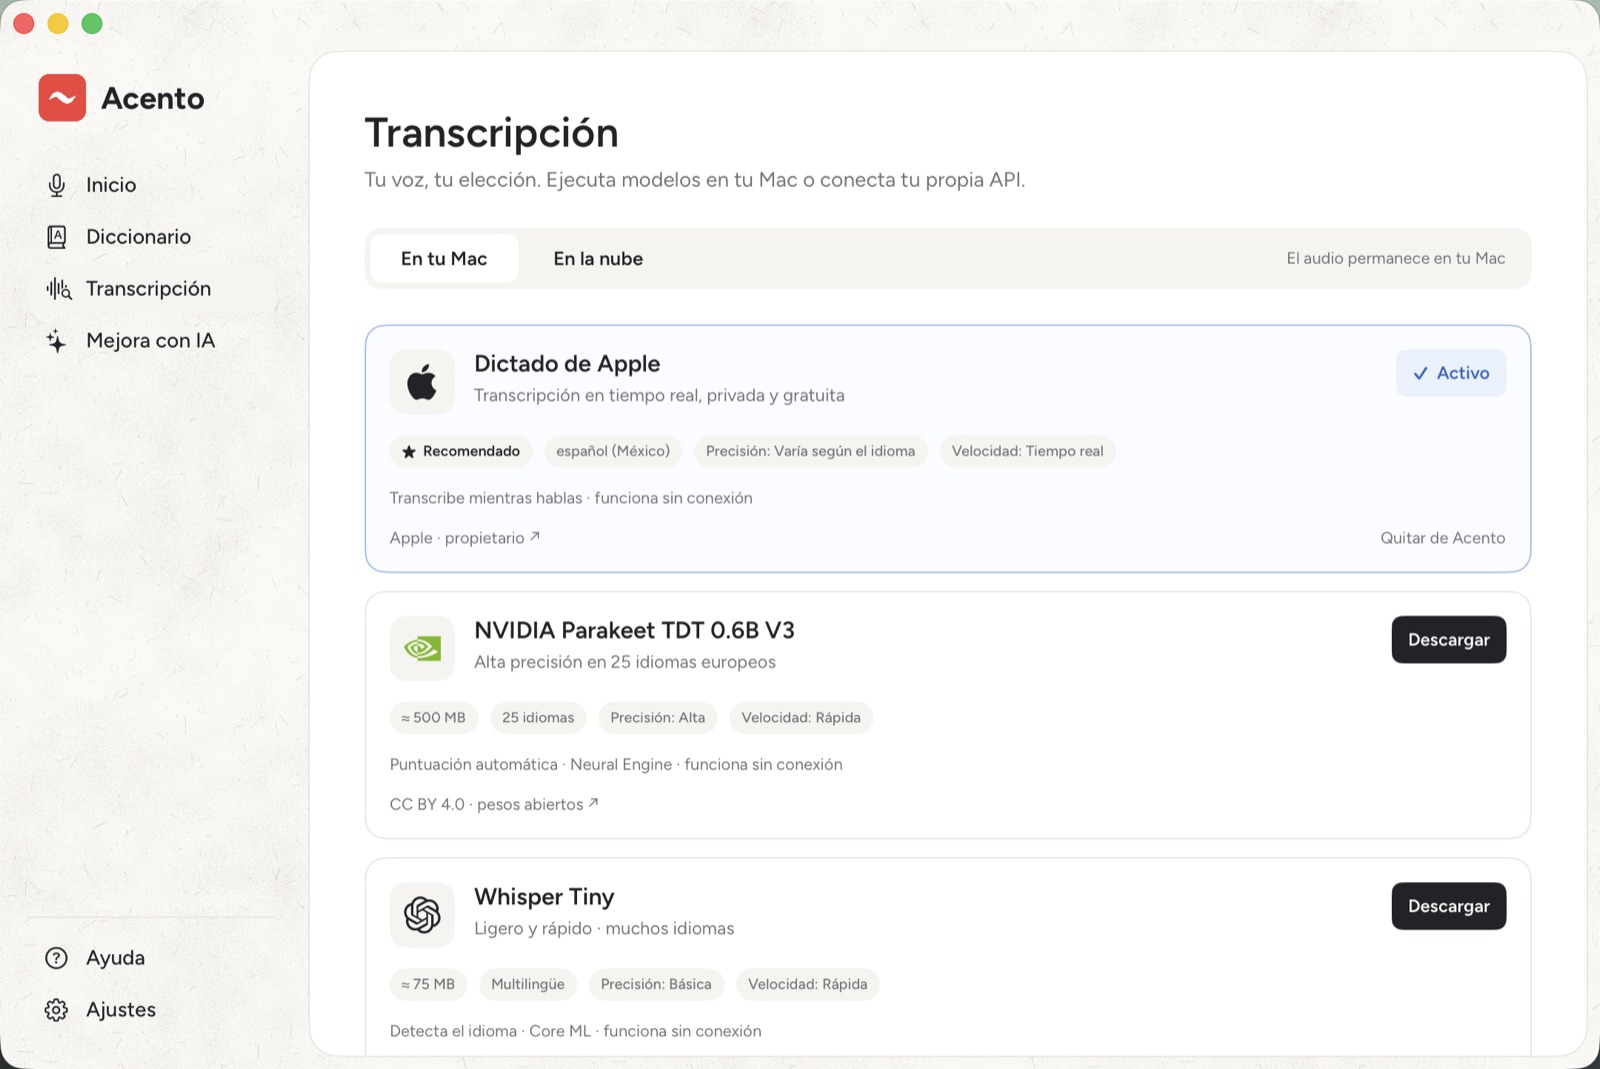 Acento
Inicio
Diccionario
Transcripción
Mejora con IA
Ayuda
Ajustes
Transcripción
Tu voz, tu elección. Ejecuta modelos en tu Mac o conecta tu propia API.
En tu Mac En la nube El audio permanece en tu Mac
Dictado de Apple
Transcripción en tiempo real, privada y gratuita
✓ Activo
★ Recomendado español (México) Precisión: Varía según el idioma Velocidad: Tiempo real
Transcribe mientras hablas · funciona sin conexión
Apple · propietario ↗ Quitar de Acento
NVIDIA Parakeet TDT 0.6B V3
Alta precisión en 25 idiomas europeos
Descargar
≈ 500 MB 25 idiomas Precisión: Alta Velocidad: Rápida
Puntuación automática · Neural Engine · funciona sin conexión
CC BY 4.0 · pesos abiertos ↗
Whisper Tiny
Ligero y rápido · muchos idiomas
Descargar
≈ 75 MB Multilingüe Precisión: Básica Velocidad: Rápida
Detecta el idioma · Core ML · funciona sin conexión